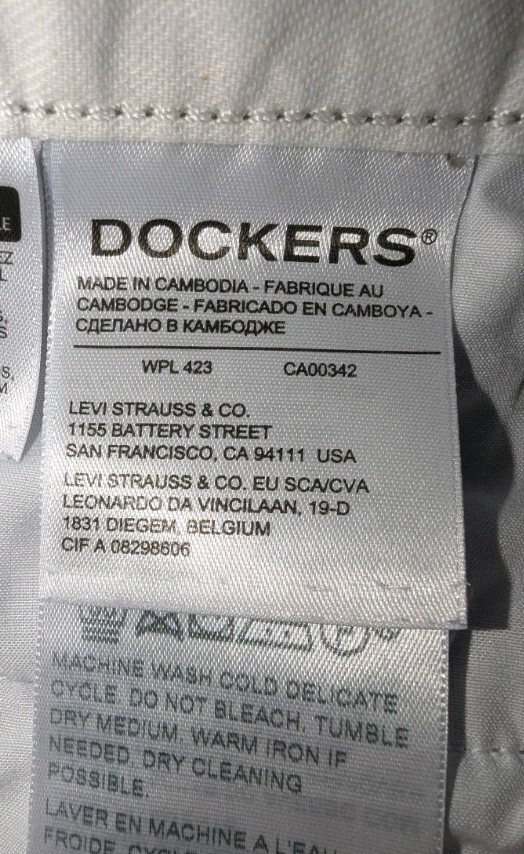 DOCKERS®
MADE IN CAMBODIA - FABRIQUE AU
CAMBODGE - FABRICADO EN CAMBOYA -
СДЕЛАНО В КАМБОДЖЕ
WPL 423 CA00342
LEVI STRAUSS & CO.
1155 BATTERY STREET
SAN FRANCISCO, CA 94111 USA
LEVI STRAUSS & CO. EU SCA/CVA
LEONARDO DA VINCILAAN, 19-D
1831 DIEGEM, BELGIUM
CIF A 08298606
MACHINE WASH COLD DELICATE
CYCLE. DO NOT BLEACH. TUMBLE
DRY MEDIUM. WARM IRON IF
NEEDED. DRY CLEANING
POSSIBLE.
LAVER EN MACHINE A L'EAU
FROIDE.